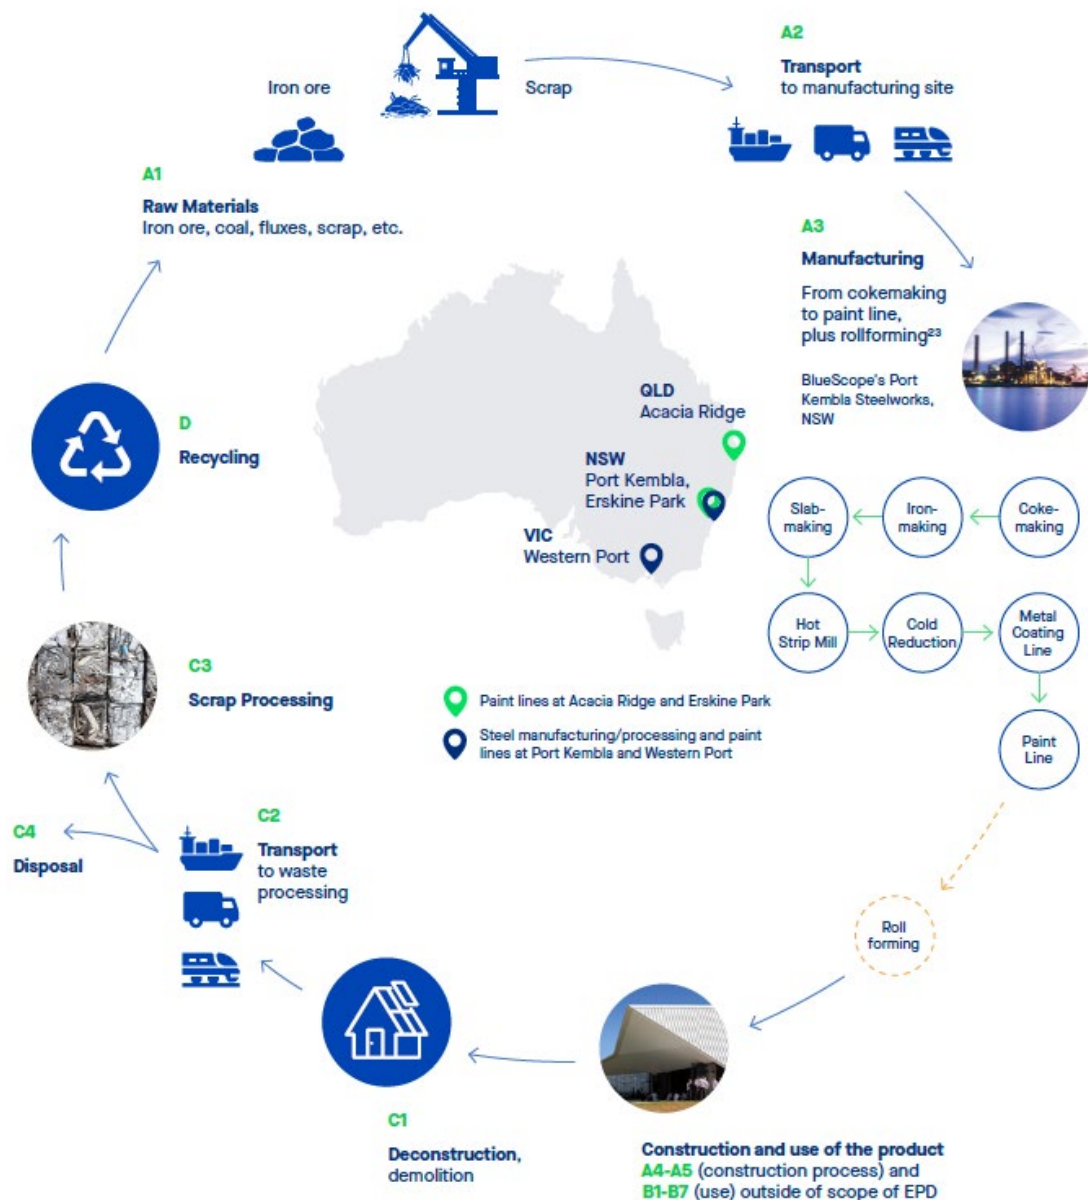 Iron ore
Scrap
A2
Transport
to manufacturing site
A1
Raw Materials
Iron ore, coal, fluxes, scrap, etc.
A3
Manufacturing
From cokemaking
to paint line,
plus rollforming²³
BlueScope's Port
Kembla Steelworks,
NSW
D
Recycling
QLD
Acacia Ridge
NSW
Port Kembla,
Erskine Park
VIC
Western Port
Slab-
making
Iron-
making
Coke-
making
Hot
Strip Mill
Cold
Reduction
Metal
Coating
Line
Paint
Line
C3
Scrap Processing
Paint lines at Acacia Ridge and Erskine Park
Steel manufacturing/processing and paint
lines at Port Kembla and Western Port
C4
Disposal
C2
Transport
to waste
processing
Roll
forming
C1
Deconstruction,
demolition
Construction and use of the product
A4-A5 (construction process) and
B1-B7 (use) outside of scope of EPD